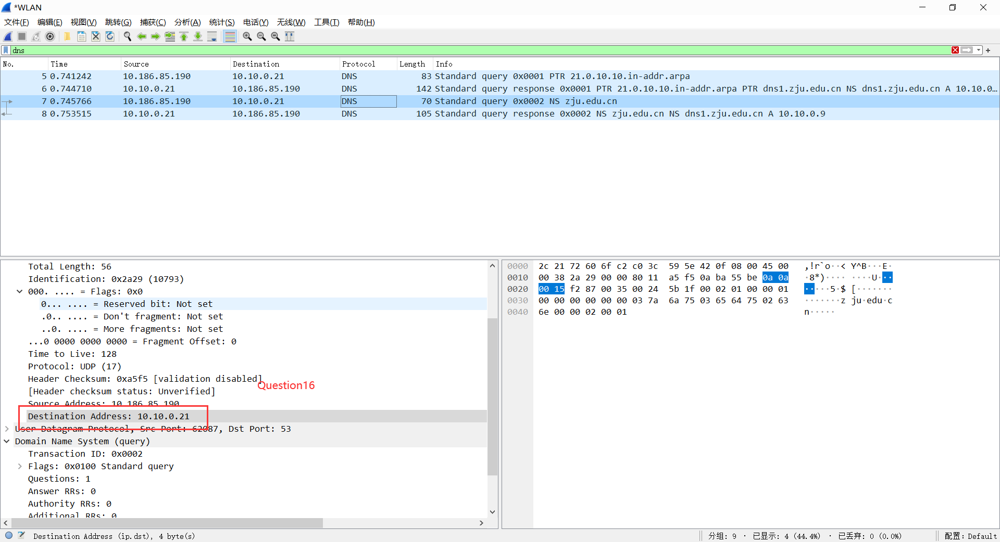 *WLAN
文件(F) 编辑(E) 视图(V) 跳转(G) 捕获(C) 分析(A) 统计(S) 电话(Y) 无线(W) 工具(T) 帮助(H)
dns
No. Time Source Destination Protocol Length Info
5 0.741242 10.186.85.190 10.10.0.21 DNS 83 Standard query 0x0001 PTR 21.0.10.10.in-addr.arpa
6 0.744710 10.10.0.21 10.186.85.190 DNS 142 Standard query response 0x0001 PTR 21.0.10.10.in-addr.arpa PTR dns1.zju.edu.cn NS dns1.zju.edu.cn A 10.10.0…
7 0.745766 10.186.85.190 10.10.0.21 DNS 70 Standard query 0x0002 NS zju.edu.cn
8 0.753515 10.10.0.21 10.186.85.190 DNS 105 Standard query response 0x0002 NS zju.edu.cn NS dns1.zju.edu.cn A 10.10.0.9
Total Length: 56
Identification: 0x2a29 (10793)
000. .... = Flags: 0x0
0... .... = Reserved bit: Not set
.0.. .... = Don't fragment: Not set
..0. .... = More fragments: Not set
...0 0000 0000 0000 = Fragment Offset: 0
Time to Live: 128
Protocol: UDP (17)
Header Checksum: 0xa5f5 [validation disabled]
Question16
[Header checksum status: Unverified]
Source Address: 10.186.85.190
Destination Address: 10.10.0.21
User Datagram Protocol, Src Port: 62087, Dst Port: 53
Domain Name System (query)
Transaction ID: 0x0002
Flags: 0x0100 Standard query
Questions: 1
Answer RRs: 0
Authority RRs: 0
Additional RRs: 0
0000 2c 21 72 60 6f c2 c0 3c 59 5e 42 0f 08 00 45 00 ,!r`o··< Y^B···E·
0010 00 38 2a 29 00 00 80 11 a5 f5 0a ba 55 be 0a 0a ·8*)···· ····U···
0020 00 15 f2 87 00 35 00 24 5b 1f 00 02 01 00 00 01 ·····5·$ [·······
0030 00 00 00 00 00 00 03 7a 6a 75 03 65 64 75 02 63 ·······z ju·edu·c
0040 6e 00 00 02 00 01 n·····
Destination Address (ip.dst), 4 byte(s)
分组: 9 · 已显示: 4 (44.4%) · 已丢弃: 0 (0.0%)
配置: Default